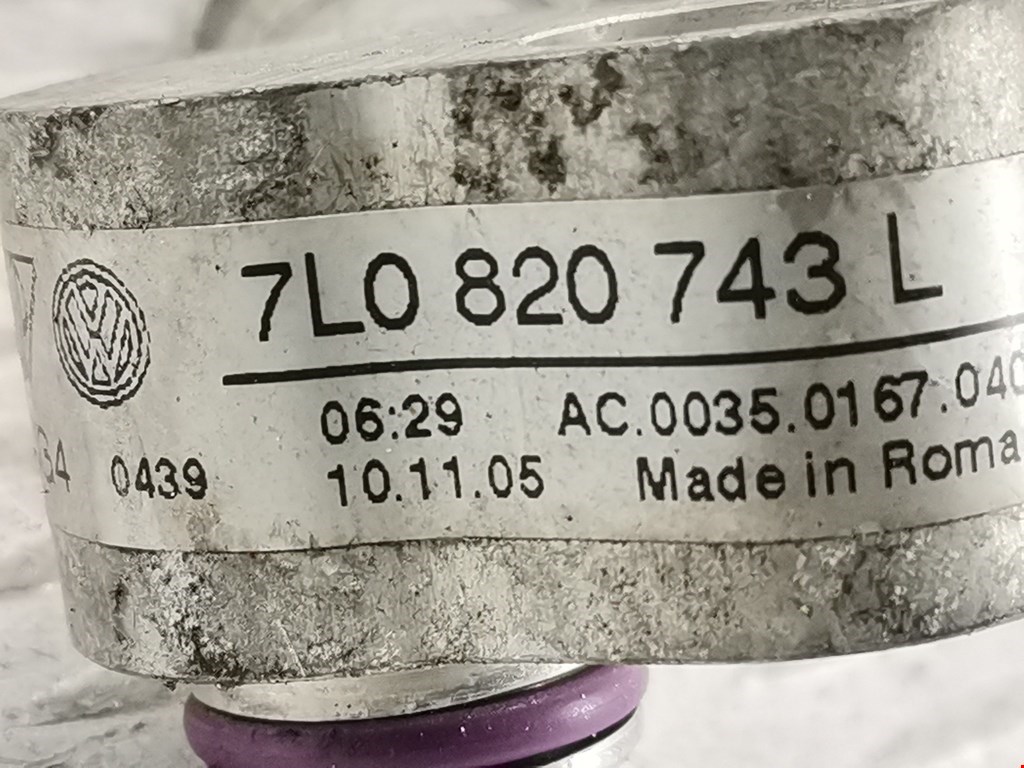 7L0 820 743 L
06:29 AC.0035.0167.040
0439 10.11.05 Made in Roma